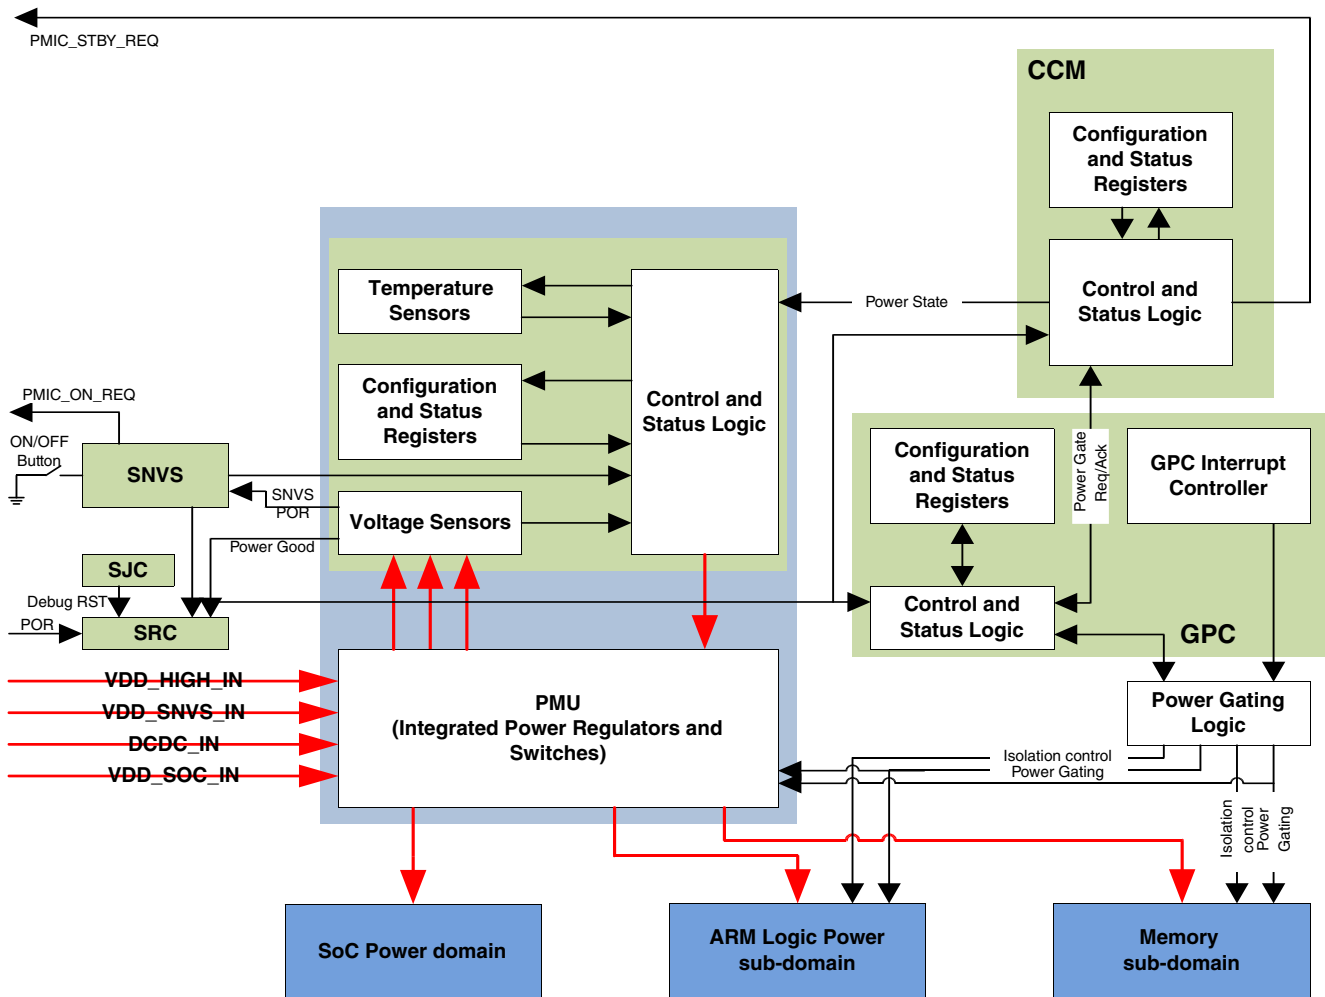 PMIC_STBY_REQ
CCM
Configuration
and Status
Registers
Control and
Status Logic
Power State
Temperature
Sensors
Configuration
and Status
Registers
Control and
Status Logic
Voltage Sensors
PMIC_ON_REQ
ON/OFF
Button
SNVS
SNVS
POR
Power Good
SJC
Debug RST
POR
SRC
Configuration
and Status
Registers
Power Gate
Req/Ack
GPC Interrupt
Controller
Control and
Status Logic
GPC
VDD_HIGH_IN
VDD_SNVS_IN
DCDC_IN
VDD_SOC_IN
PMU
(Integrated Power Regulators and
Switches)
Power Gating
Logic
Isolation control
Power Gating
Isolation
control
Power
Gating
SoC Power domain
ARM Logic Power
sub-domain
Memory
sub-domain